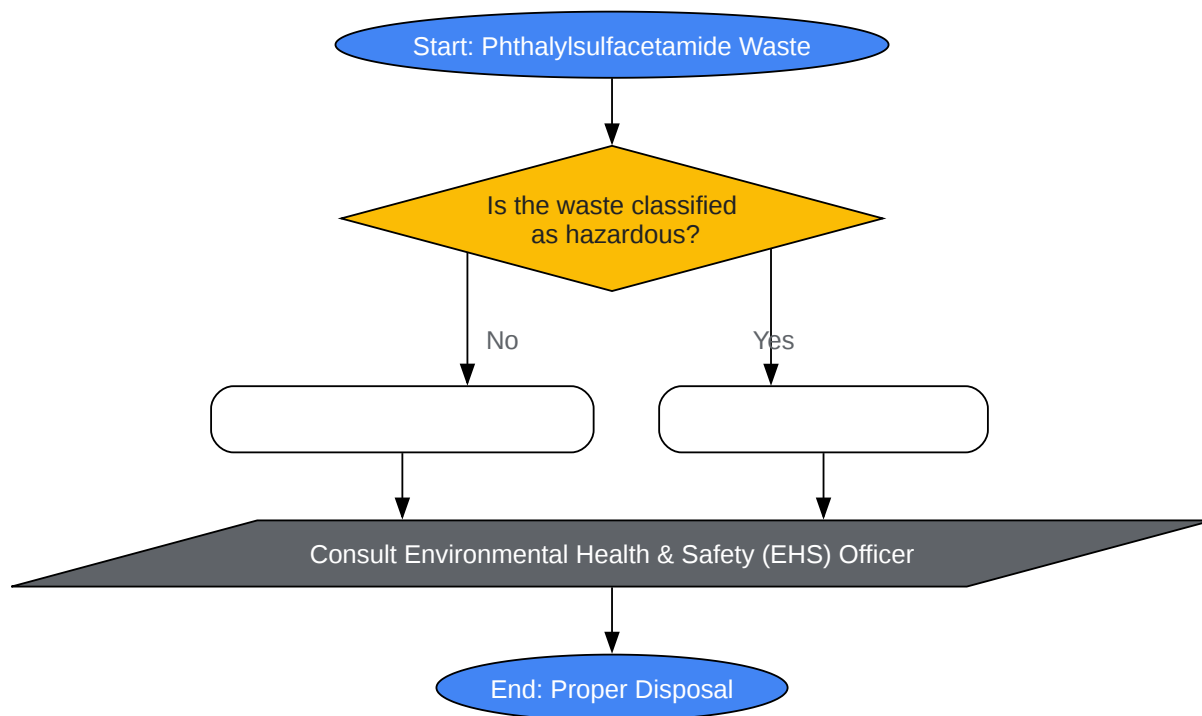 Start: Phthalylsulfacetamide Waste
Is the waste classified
as hazardous?
No
Yes
Consult Environmental Health & Safety (EHS) Officer
End: Proper Disposal